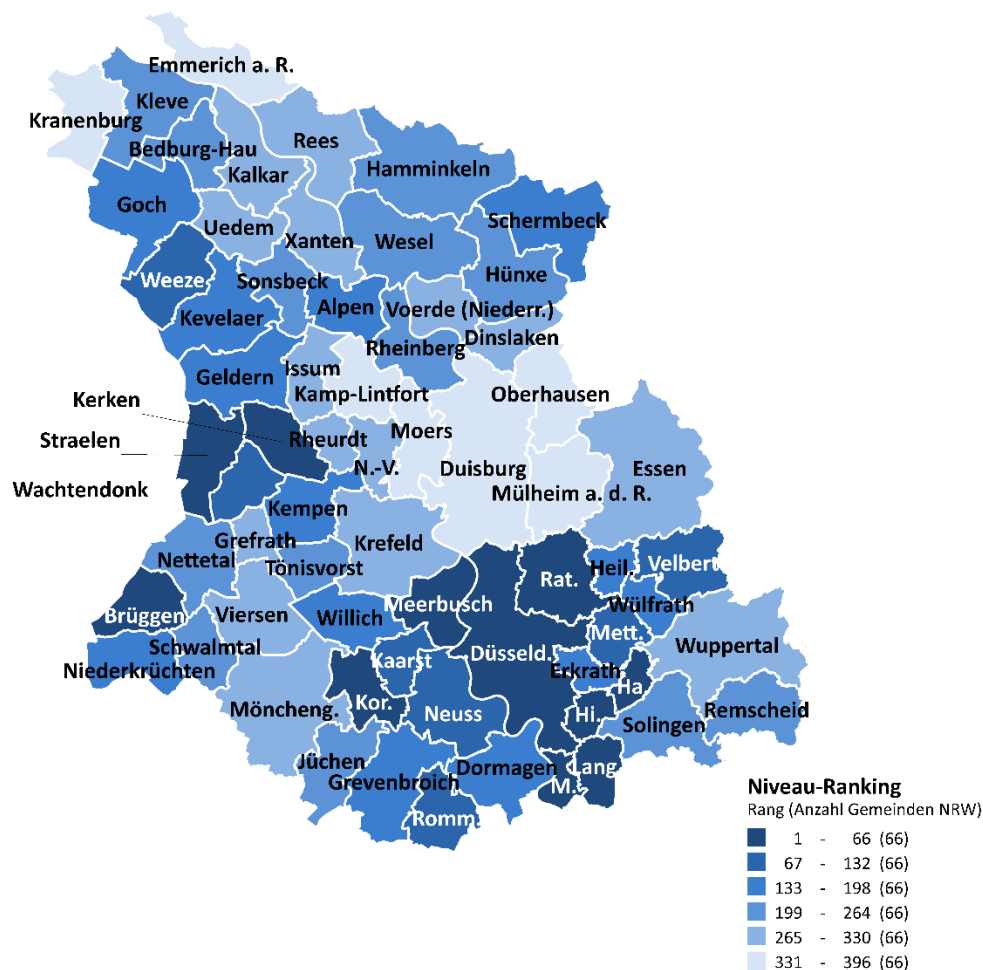 Emmerich a. R.
Kleve
Kranenburg
Rees
Bedburg-Hau
Hamminkeln
Kalkar
Goch
Schermbeck
Uedem
Xanten
Wesel
Weeze
Sonsbeck
Hünxe
Alpen
Voerde (Niederr.)
Kevelaer
Dinslaken
Rheinberg
Issum
Geldern
Kamp-Lintfort
Oberhausen
Kerken
Moers
Straelen
Rheurdt
N.-V.
Duisburg
Essen
Wachtendonk
Mülheim a. d. R.
Kempen
Grefrath
Krefeld
Nettetal
Tönisvorst
Rat.
Heil.
Velbert
Brüggen
Meerbusch
Wülfrath
Viersen
Willich
Mett.
Schwalmtal
Düsseld.
Wuppertal
Niederkrüchten
Kaarst
Erkrath
Ha.
Möncheng.
Kor.
Neuss
Hi.
Remscheid
Solingen
Jüchen
Dormagen
Lang.
Grevenbroich
M.
Romm.
Niveau-Ranking
Rang (Anzahl Gemeinden NRW)
1 - 66 (66)
67 - 132 (66)
133 - 198 (66)
199 - 264 (66)
265 - 330 (66)
331 - 396 (66)